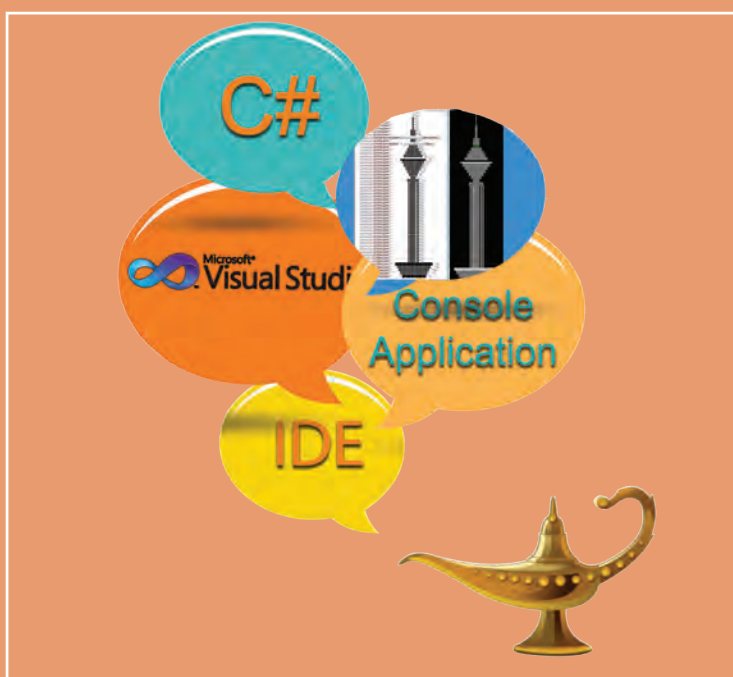 C#
Microsoft®
Visual Studi
Console
Application
IDE